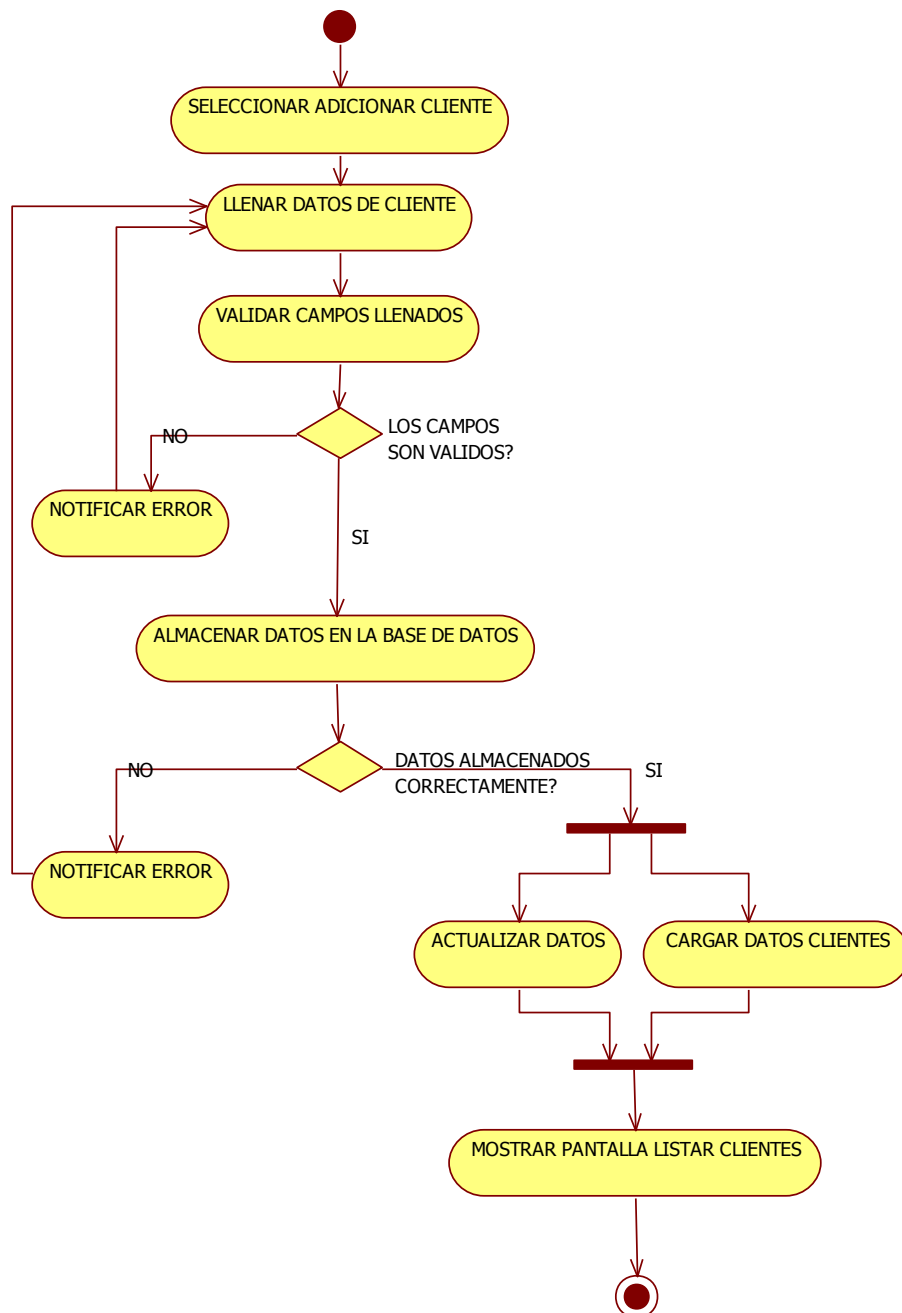 SELECCIONAR ADICIONAR CLIENTE
LLENAR DATOS DE CLIENTE
VALIDAR CAMPOS LLENADOS
LOS CAMPOS
SON VALIDOS?
NO
NOTIFICAR ERROR
SI
ALMACENAR DATOS EN LA BASE DE DATOS
DATOS ALMACENADOS
CORRECTAMENTE?
NO
SI
NOTIFICAR ERROR
ACTUALIZAR DATOS
CARGAR DATOS CLIENTES
MOSTRAR PANTALLA LISTAR CLIENTES